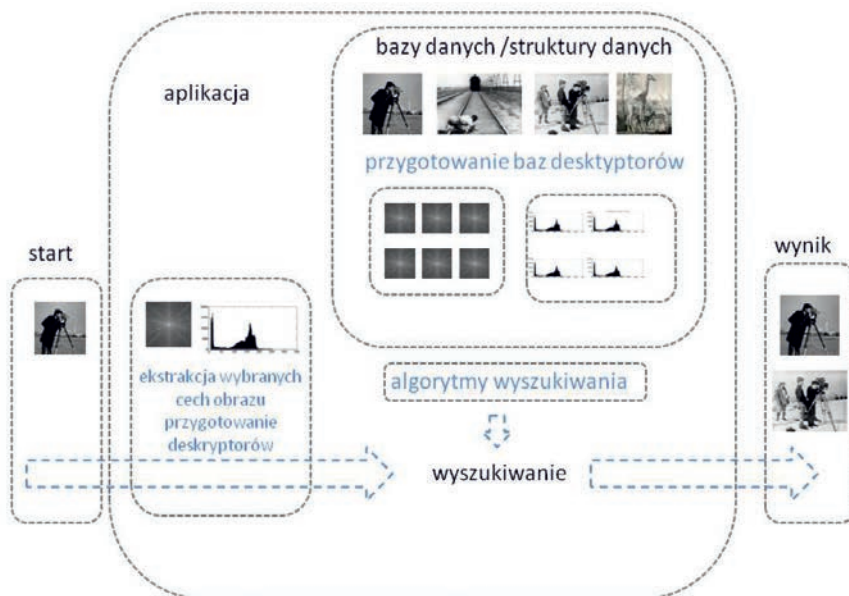 bazy danych /struktury danych
aplikacja
przygotowanie baz desktyptorów
start
wynik
ekstrakcja wybranych
cech obrazu
przygotowanie
deskryptorów
algorytmy wyszukiwania
wyszukiwanie